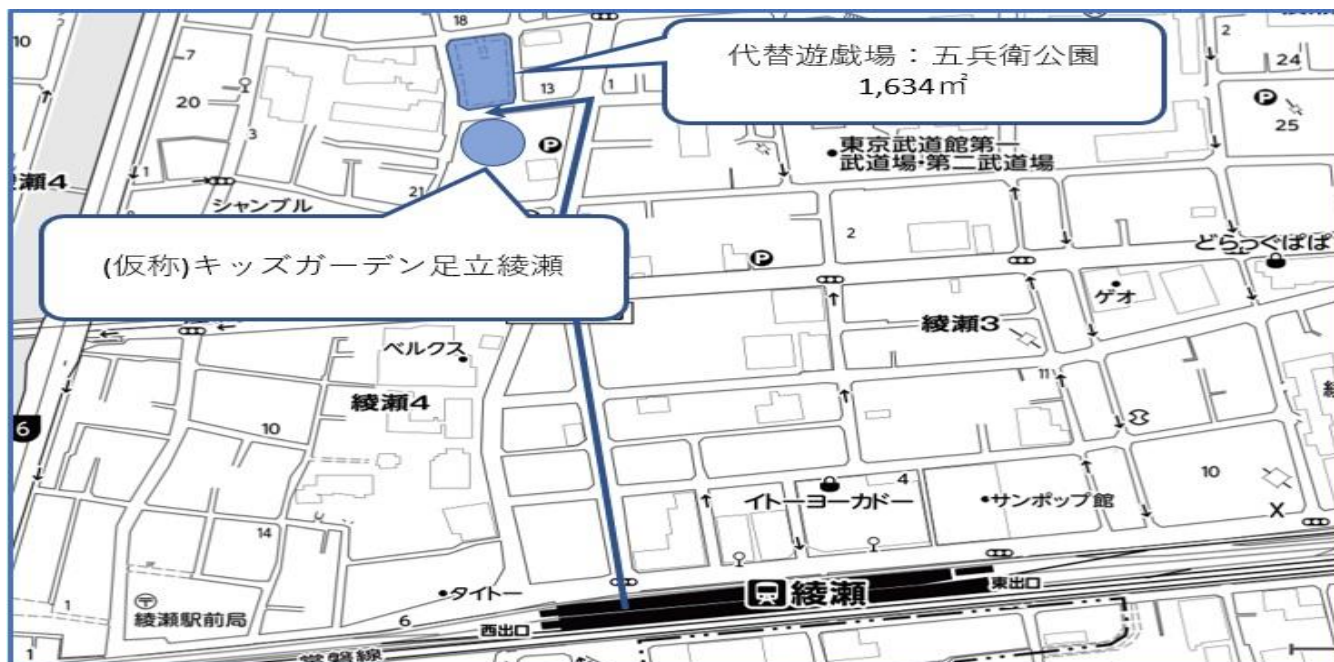 18
10
7
20
3
1
代替遊戯場：五兵衛公園
1,634㎡
13
1
P
2
24
P
25
東京武道館第一
武道場・第二武道場
綾瀬4
21
シャンブル
(仮称)キッズガーデン足立綾瀬
2
P
どらっぐぱぱ
ゲオ
綾瀬3
ベルクス
綾瀬4
11
6
10
10
4
イトーヨーカドー
サンポップ館
X
14
タイトー
綾瀬
東出口
1
綾瀬駅前局
6
西出口
1
常磐線